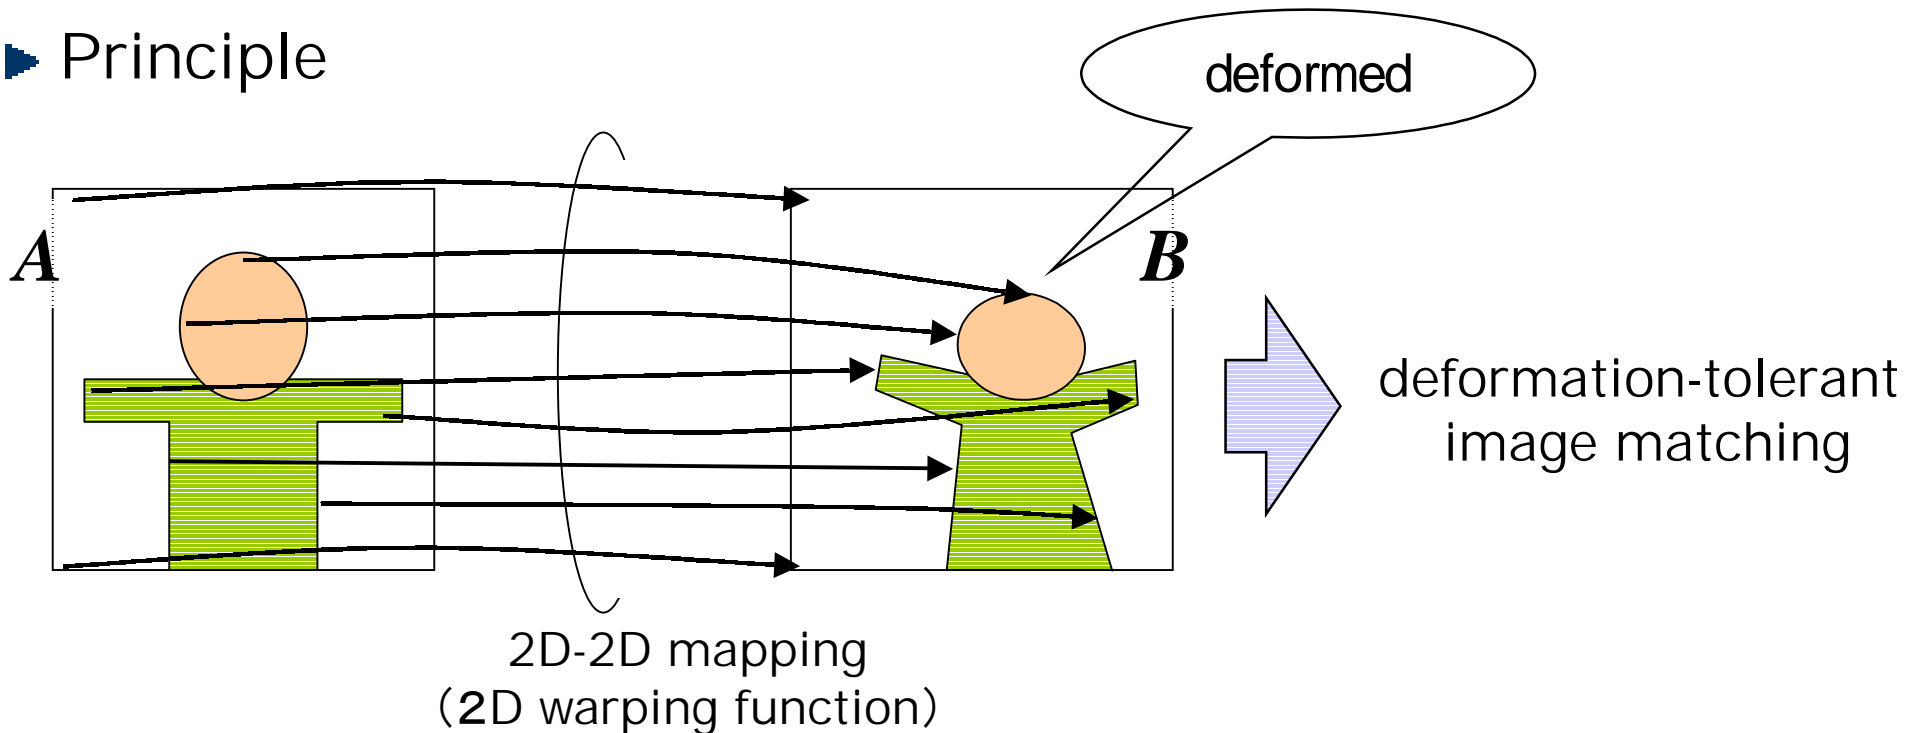 Principle
deformed
A
B
deformation-tolerant
image matching
2D-2D mapping
（2D warping function）